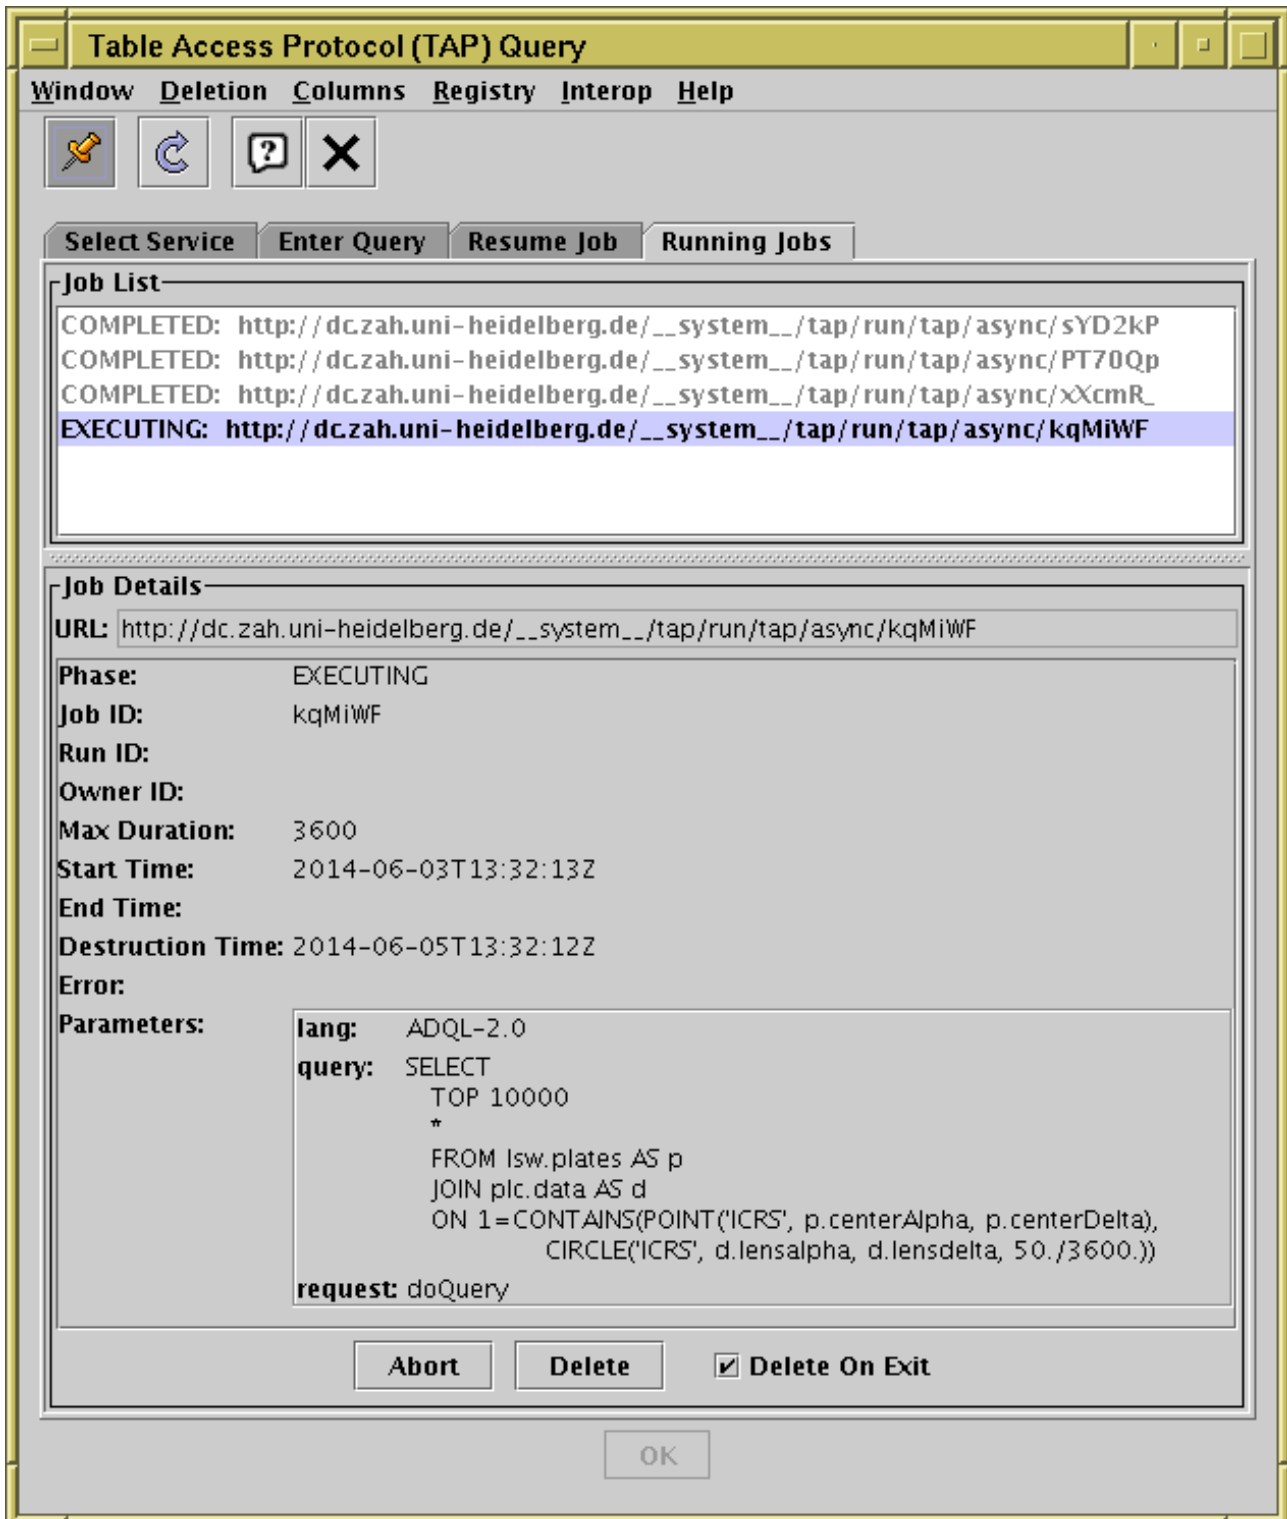 Table Access Protocol (TAP) Query
Window Deletion Columns Registry Interop Help
Select Service Enter Query Resume Job Running Jobs
Job List
COMPLETED: http://dc.zah.uni-heidelberg.de/__system__/tap/run/tap/async/sYD2kP
COMPLETED: http://dc.zah.uni-heidelberg.de/__system__/tap/run/tap/async/PT70Qp
COMPLETED: http://dc.zah.uni-heidelberg.de/__system__/tap/run/tap/async/xXcmR_
EXECUTING: http://dc.zah.uni-heidelberg.de/__system__/tap/run/tap/async/kqMiWF
Job Details
URL: http://dc.zah.uni-heidelberg.de/__system__/tap/run/tap/async/kqMiWF
Phase: EXECUTING
Job ID: kqMiWF
Run ID:
Owner ID:
Max Duration: 3600
Start Time: 2014-06-03T13:32:13Z
End Time:
Destruction Time: 2014-06-05T13:32:12Z
Error:
Parameters: lang: ADQL-2.0
query: SELECT
TOP 10000
*
FROM lsw.plates AS p
JOIN plc.data AS d
ON 1=CONTAINS(POINT('ICRS', p.centerAlpha, p.centerDelta),
CIRCLE('ICRS', d.lensalpha, d.lensdelta, 50./3600.))
request: doQuery
Abort Delete Delete On Exit
OK